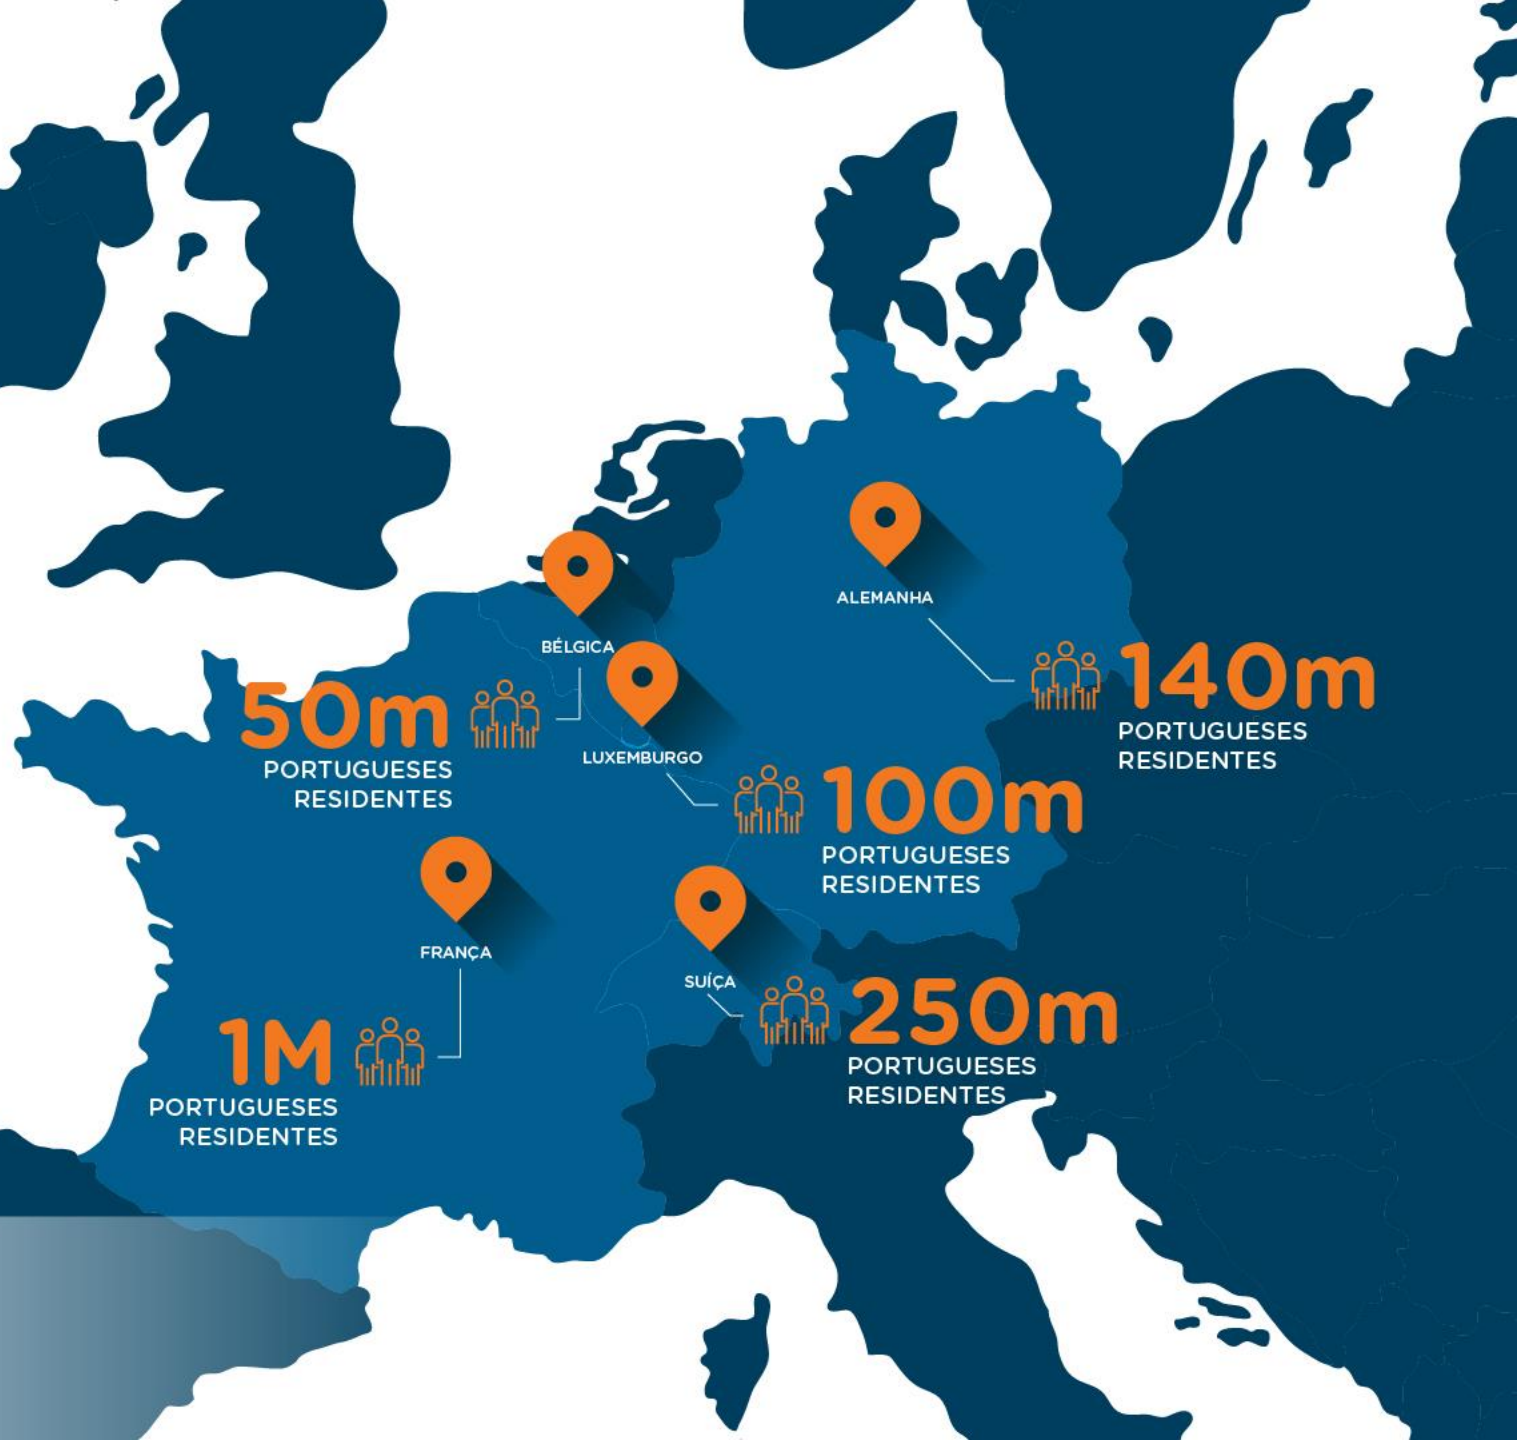 ALEMANHA
140m
PORTUGUESES
RESIDENTES
BÉLGICA
50m
PORTUGUESES
RESIDENTES
LUXEMBURGO
100m
PORTUGUESES
RESIDENTES
FRANÇA
1M
PORTUGUESES
RESIDENTES
SUÍÇA
250m
PORTUGUESES
RESIDENTES